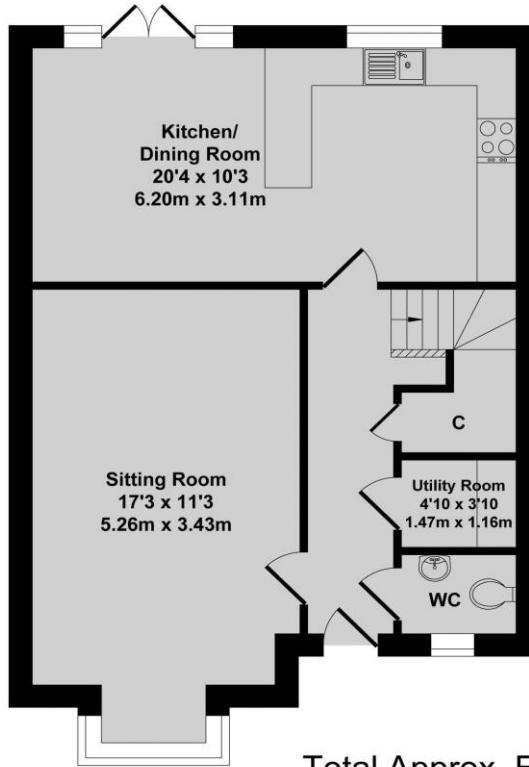 Kitchen/
Dining Room
20'4 x 10'3
6.20m x 3.11m
Sitting Room
17'3 x 11'3
5.26m x 3.43m
C
Utility Room
4'10 x 3'10
1.47m x 1.16m
WC
Total Approx.